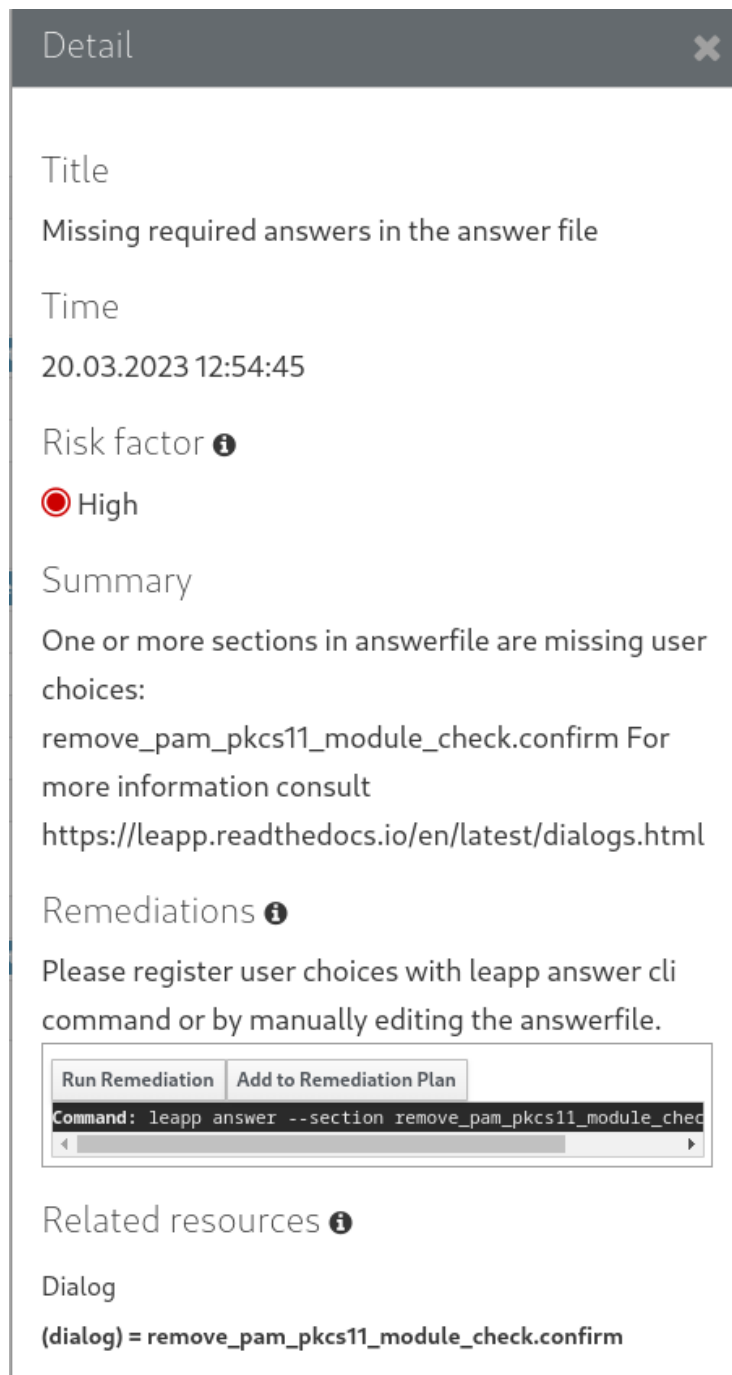 Detail
Title
Missing required answers in the answer file
Time
20.03.2023 12:54:45
Risk factor
High
Summary
One or more sections in answerfile are missing user
choices:
remove_pam_pkcs11_module_check.confirm For
more information consult
https://leapp.readthedocs.io/en/latest/dialogs.html
Remediations
Please register user choices with leapp answer cli
command or by manually editing the answerfile.
Run Remediation Add to Remediation Plan
Command: leapp answer --section remove_pam_pkcs11_module_chec
Related resources
Dialog
(dialog) = remove_pam_pkcs11_module_check.confirm